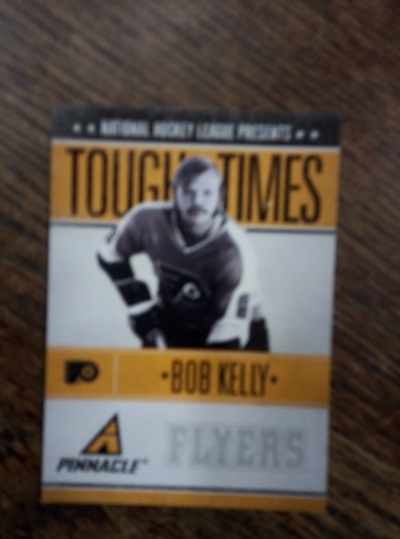 NATIONAL HOCKEY LEAGUE PRESENTS
TOUGH TIMES
•BOB KELLY•
PINNACLE
FLYERS